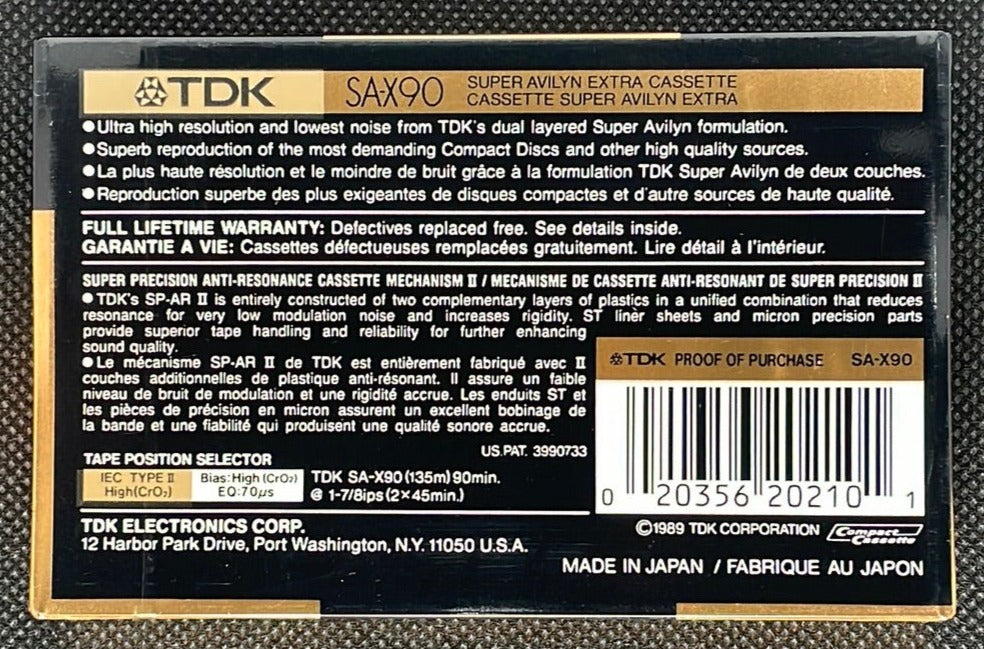 TDK SA-X90 SUPER AVILYN EXTRA CASSETTE
CASSETTE SUPER AVILYN EXTRA
●Ultra high resolution and lowest noise from TDK's dual layered Super Avilyn formulation.
●Superb reproduction of the most demanding Compact Discs and other high quality sources.
●La plus haute résolution et le moindre de bruit grâce à la formulation TDK Super Avilyn de deux couches.
●Reproduction superbe des plus exigeantes de disques compactes et d'autre sources de haute qualité.
FULL LIFETIME WARRANTY: Defectives replaced free. See details inside.
GARANTIE A VIE: Cassettes défectueuses remplacées gratuitement. Lire détail à l'intérieur.
SUPER PRECISION ANTI-RESONANCE CASSETTE MECHANISM II / MECANISME DE CASSETTE ANTI-RESONANT DE SUPER PRECISION II
●TDK's SP-AR II is entirely constructed of two complementary layers of plastics in a unified combination that reduces
resonance for very low modulation noise and increases rigidity. ST liner sheets and micron precision parts
provide superior tape handling and reliability for further enhancing
sound quality.
●Le mécanisme SP-AR II de TDK est entièrement fabriqué avec II
couches additionnelles de plastique anti-résonant. Il assure un faible
niveau de bruit de modulation et une rigidité accrue. Les enduits ST et
les pièces de précision en micron assurent un excellent bobinage de
la bande et une fiabilité qui produisent une qualité sonore accrue.
US.PAT. 3990733
TDK PROOF OF PURCHASE SA-X90
0 20356 20210 1
TAPE POSITION SELECTOR
IEC TYPE II
High(CrO₂)
Bias:High (CrO₂)
EQ:70μs
TDK SA-X90(135m) 90min.
@ 1-7/8ips (2×45min.)
TDK ELECTRONICS CORP.
12 Harbor Park Drive, Port Washington, N.Y. 11050 U.S.A.
©1989 TDK CORPORATION
Compact
Cassette
MADE IN JAPAN / FABRIQUE AU JAPON